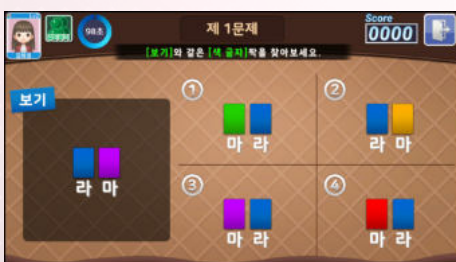 98초
제 1문제
Score
0000
[보기]와 같은 [색 글자]짝을 찾아보세요.
보기
라 마
①
마 라
②
라 마
③
마 라
④
마 라